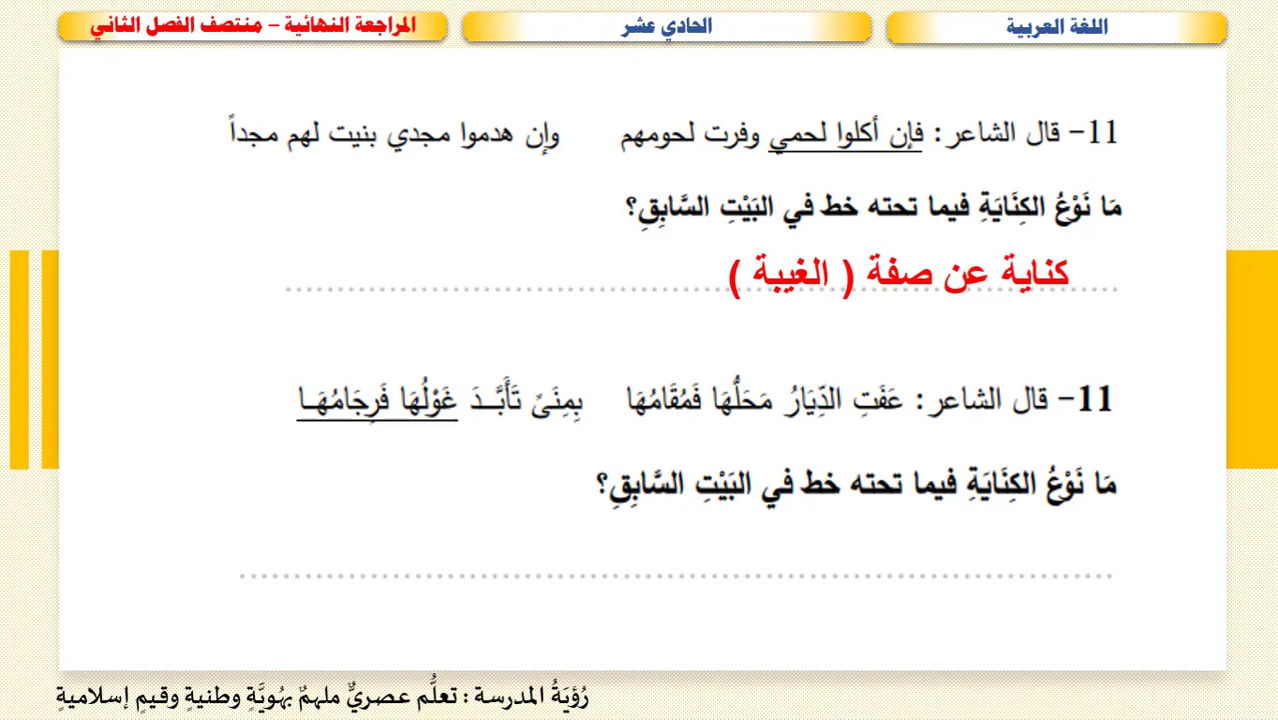 اللغة العربية
الحادي عشر
المراجعة النهائية – منتصف الفصل الثاني
11- قال الشاعر : فإن أكلوا لحمي وفرت لحومهم وإن هدموا مجدي بنيت لهم مجداً
مَا نَوْعُ الكِنَايَةِ فيما تحته خط في البَيْتِ السَّابِقِ؟
كناية عن صفة ( الغيبة )
11- قال الشاعر : عَفَتِ الدِّيَارُ مَحَلُّهَا فَمُقَامُهَا بِمِنَىً تَأَبَّــدَ غَوْلُهَا فَرِجَامُهَــا
مَا نَوْعُ الكِنَايَةِ فيما تحته خط في البَيْتِ السَّابِقِ؟
رُؤيَةُ المدرسة : تعلُّم عصريٌّ ملهمٌ بهُويَّةٍ وطنيةٍ وقيمٍ إسلاميةٍ